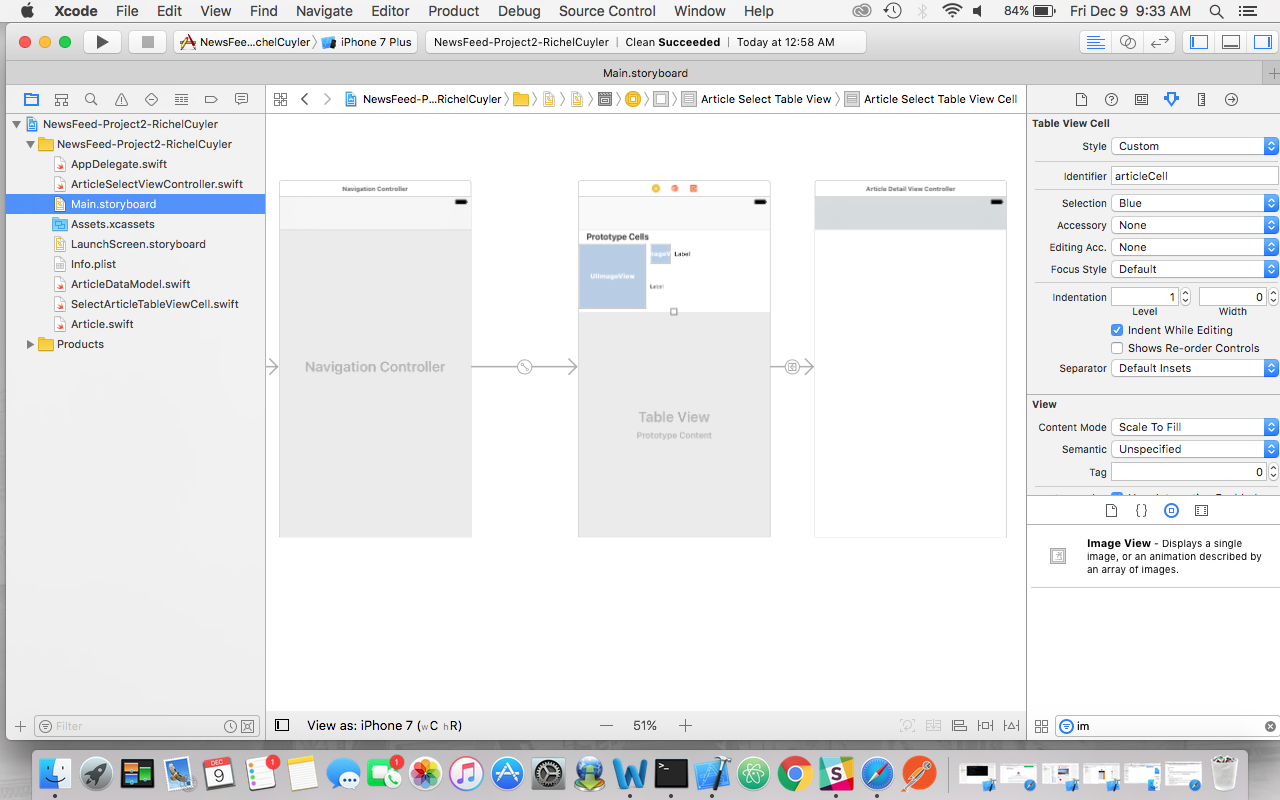 Xcode File Edit View Find Navigate Editor Product Debug Source Control Window Help 84% Fri Dec 9 9:33 AM
NewsFee...chelCuyler iPhone 7 Plus NewsFeed-Project2-RichelCuyler | Clean Succeeded | Today at 12:58 AM
Main.storyboard
NewsFeed-P...RichelCuyler Article Select Table View Article Select Table View Cell
NewsFeed-Project2-RichelCuyler
NewsFeed-Project2-RichelCuyler
AppDelegate.swift
ArticleSelectViewController.swift
Main.storyboard
Assets.xcassets
LaunchScreen.storyboard
Info.plist
ArticleDataModel.swift
SelectArticleTableViewCell.swift
Article.swift
Products
Filter
Navigation Controller
Navigation Controller
Prototype Cells
UIImageView
Label
Label
Table View
Prototype Content
Article Detail View Controller
View as: iPhone 7 (wC hR) 51%
Table View Cell
Style Custom
Identifier articleCell
Selection Blue
Accessory None
Editing Acc. None
Focus Style Default
Indentation 1 0
Level Width
Indent While Editing
Shows Re-order Controls
Separator Default Insets
View
Content Mode Scale To Fill
Semantic Unspecified
Tag 0
Image View - Displays a single
image, or an animation described by
an array of images.
im
DEC
9
1
1